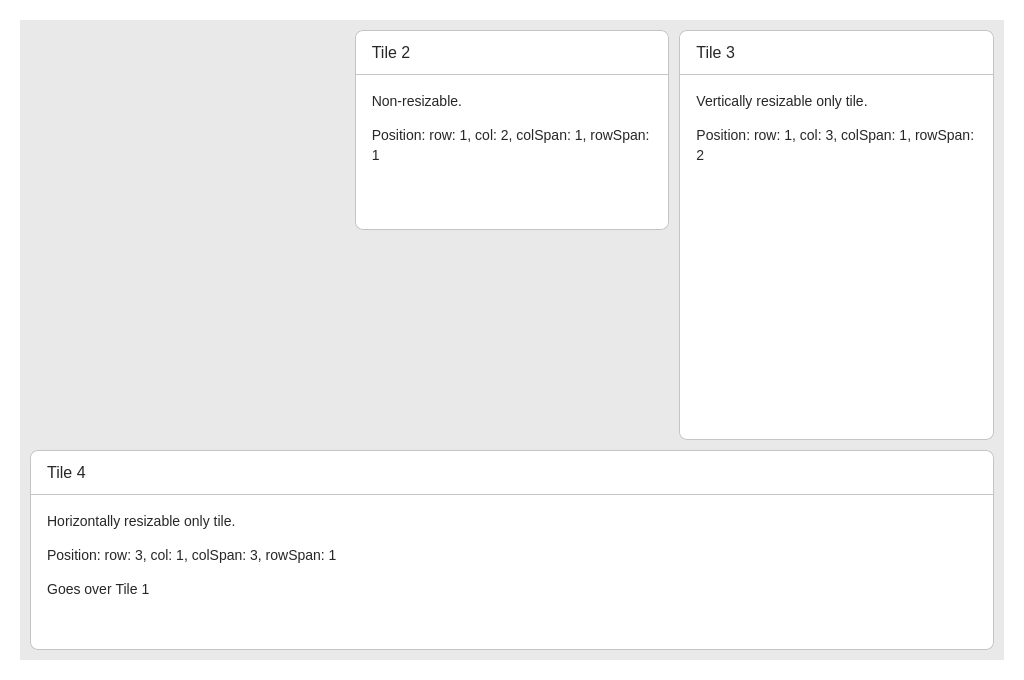 Tile 2
Non-resizable.
Position: row: 1, col: 2, colSpan: 1, rowSpan:
1
Tile 3
Vertically resizable only tile.
Position: row: 1, col: 3, colSpan: 1, rowSpan:
2
Tile 4
Horizontally resizable only tile.
Position: row: 3, col: 1, colSpan: 3, rowSpan: 1
Goes over Tile 1